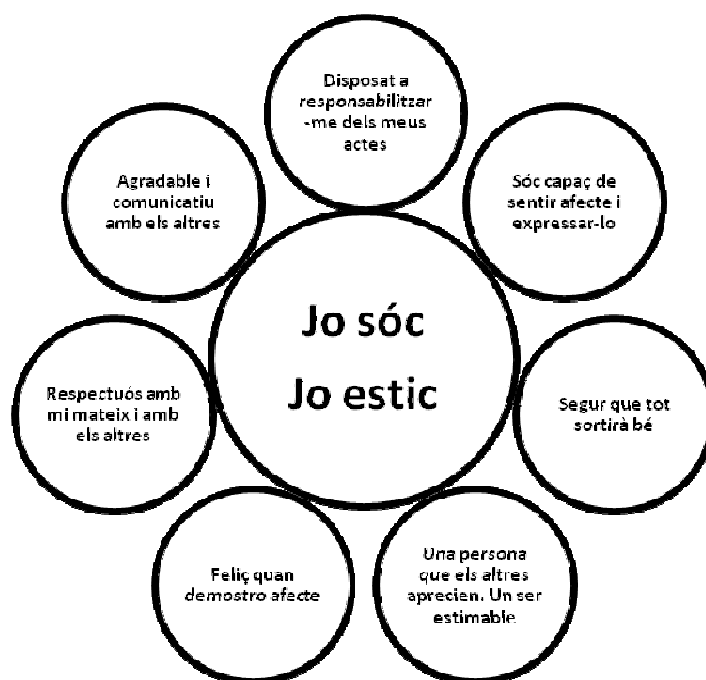 Disposat a
responsabilitzar
-me dels meus
actes
Sóc capaç de
sentir afecte i
expressar-lo
Segur que tot
sortirà bé
Una persona
que els altres
aprecien. Un ser
estimable
Feliç quan
demostro afecte
Respectuós amb
mi mateix i amb
els altres
Agradable i
comunicatiu
amb els altres
Jo sóc
Jo estic